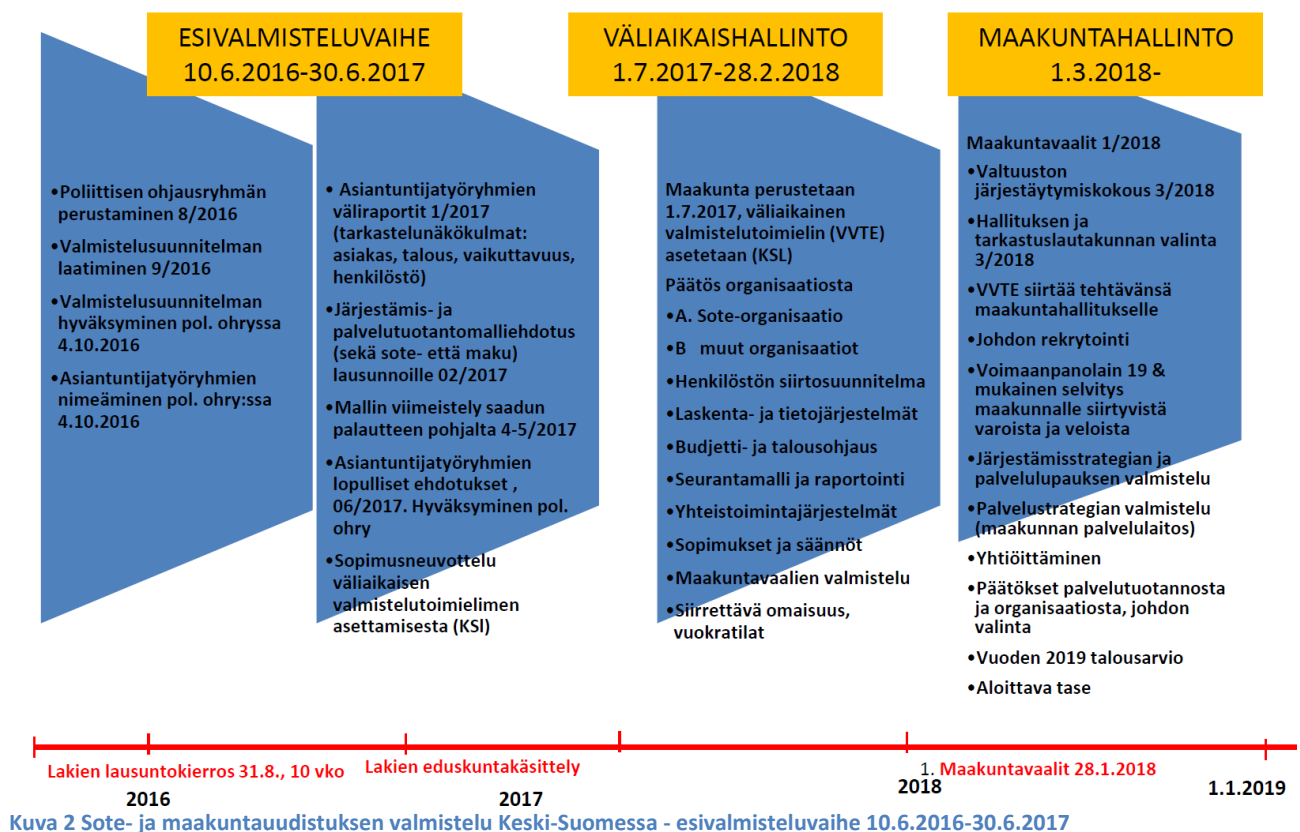 ESIVALMISTELUVAIHE
10.6.2016-30.6.2017
VÄLIAIKAISHALLINTO
1.7.2017-28.2.2018
MAAKUNTAHALLINTO
1.3.2018-
•Poliittisen ohjausryhmän
perustaminen 8/2016
•Valmistelusuunnitelman
laatiminen 9/2016
•Valmistelusuunnitelman
hyväksyminen pol. ohryssa
4.10.2016
•Asiantuntijatyöryhmien
nimeäminen pol. ohry:ssa
4.10.2016
• Asiantuntijatyöryhmien
väliraportit 1/2017
(tarkastelunäkökulmat:
asiakas, talous, vaikuttavuus,
henkilöstö)
•Järjestämis- ja
palvelutuotantomalliehdotus
(sekä sote- että maku)
lausunnoille 02/2017
•Mallin viimeistely saadun
palautteen pohjalta 4-5/2017
•Asiantuntijatyöryhmien
lopulliset ehdotukset ,
06/2017. Hyväksyminen pol.
ohry
•Sopimusneuvottelu
väliaikaisen
valmistelutoimielimen
asettamisesta (KSl)
Maakunta perustetaan
1.7.2017, väliaikainen
valmistelutoimielin (VVTE)
asetetaan (KSL)
Päätös organisaatiosta
•A. Sote-organisaatio
•B muut organisaatiot
•Henkilöstön siirtosuunnitelma
•Laskenta- ja tietojärjestelmät
•Budjetti- ja talousohjaus
•Seurantamalli ja raportointi
•Yhteistoimintajärjestelmät
•Sopimukset ja säännöt
•Maakuntavaalien valmistelu
•Siirrettävä omaisuus,
vuokratilat
Maakuntavaalit 1/2018
•Valtuuston
järjestäytymiskokous 3/2018
•Hallituksen ja
tarkastuslautakunnan valinta
3/2018
•VVTE siirtää tehtävänsä
maakuntahallitukselle
•Johdon rekrytointi
•Voimaanpanolain 19 &
mukainen selvitys
maakunnalle siirtyvistä
varoista ja veloista
•Järjestämisstrategian ja
palvelulupauksen valmistelu
•Palvelustrategian valmistelu
(maakunnan palvelulaitos)
•Yhtiöittäminen
•Päätökset palvelutuotannosta
ja organisaatiosta, johdon
valinta
•Vuoden 2019 talousarvio
•Aloittava tase
Lakien lausuntokierros 31.8., 10 vko
Lakien eduskuntakäsittely
1. Maakuntavaalit 28.1.2018
2016
2017
2018
1.1.2019
Kuva 2 Sote- ja maakuntauudistuksen valmistelu Keski-Suomessa - esivalmisteluvaihe 10.6.2016-30.6.2017